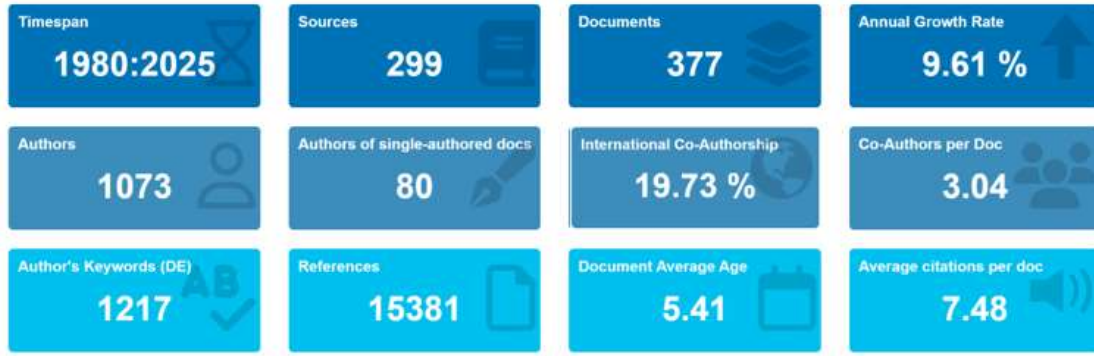 Timespan
1980:2025
Sources
299
Documents
377
Annual Growth Rate
9.61 %
Authors
1073
Authors of single-authored docs
80
International Co-Authorship
19.73 %
Co-Authors per Doc
3.04
Author's Keywords (DE)
1217
AB
References
15381
Document Average Age
5.41
Average citations per doc
7.48